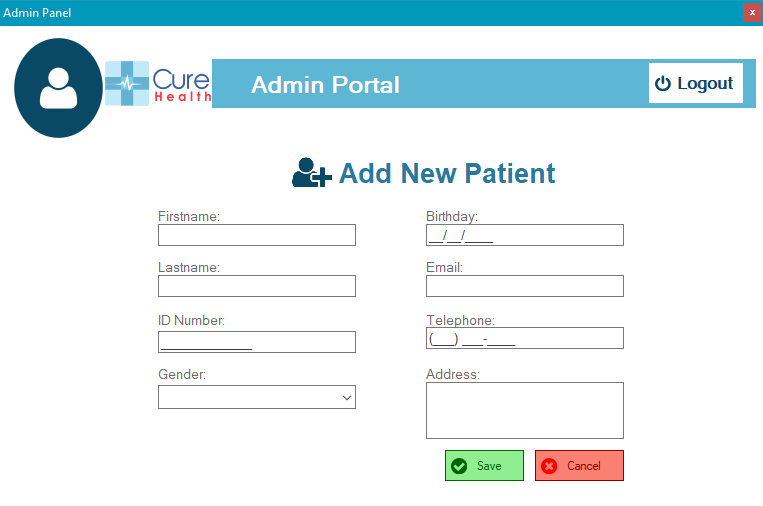 Admin Panel
x
Cure
Health
Admin Portal
Logout
Add New Patient
Firstname:
Birthday:
__/__/____
Lastname:
Email:
ID Number:
_____________
Telephone:
(___) ___-____
Gender:
Address:
Save
Cancel